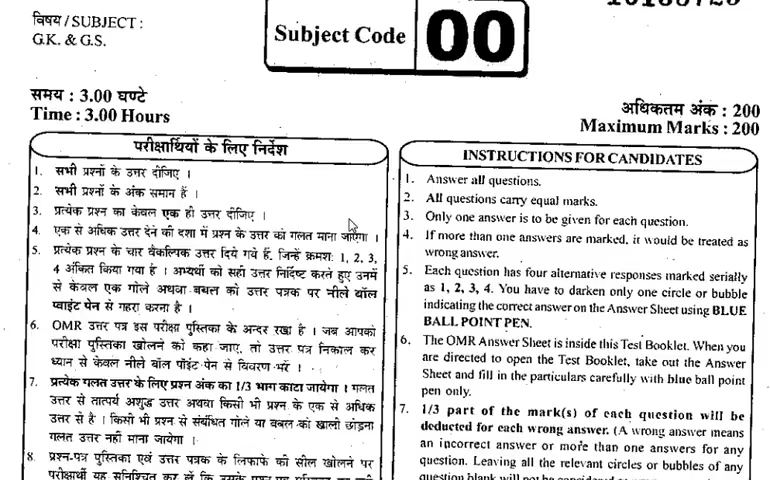 विषय / SUBJECT :
G.K. & G.S.
Subject Code
00
समय : 3.00 घण्टे
Time : 3.00 Hours
अधिकतम अंक : 200
Maximum Marks : 200
परीक्षार्थियों के लिए निर्देश
1. सभी प्रश्नों के उत्तर दीजिए ।
2. सभी प्रश्नों के अंक समान हैं ।
3. प्रत्येक प्रश्न का केवल एक ही उत्तर दीजिए ।
4. एक से अधिक उत्तर देने की दशा में प्रश्न के उत्तर को गलत माना जाएगा ।
5. प्रत्येक प्रश्न के चार वैकल्पिक उत्तर दिये गये हैं, जिन्हें क्रमशः 1, 2, 3,
4 अंकित किया गया है । अभ्यर्थी को सही उत्तर निर्दिष्ट करते हुए उनमें
से केवल एक गोले अथवा बबल को उत्तर पत्रक पर नीले बॉल
प्वाइंट पेन से गहरा करना है ।
6. OMR उत्तर पत्र इस परीक्षा पुस्तिका के अन्दर रखा है । जब आपको
परीक्षा पुस्तिका खोलने को कहा जाए, तो उत्तर पत्र निकाल कर
ध्यान से केवल नीले बॉल पॉइंट पेन से विवरण भरें ।
7. प्रत्येक गलत उत्तर के लिए प्रश्न अंक का 1/3 भाग काटा जायेगा । गलत
उत्तर से तात्पर्य अशुद्ध उत्तर अथवा किसी भी प्रश्न के एक से अधिक
उत्तर से है । किसी भी प्रश्न से संबंधित गोले या बबल को खाली छोड़ना
गलत उत्तर नहीं माना जायेगा ।
8. प्रश्न-पत्र पुस्तिका एवं उत्तर पत्रक के लिफाफे की सील खोलने पर
परीक्षार्थी यह सुनिश्चित कर लें कि उसके
INSTRUCTIONS FOR CANDIDATES
1. Answer all questions.
2. All questions carry equal marks.
3. Only one answer is to be given for each question.
4. If more than one answers are marked, it would be treated as
wrong answer.
5. Each question has four alternative responses marked serially
as 1, 2, 3, 4. You have to darken only one circle or bubble
indicating the correct answer on the Answer Sheet using BLUE
BALL POINT PEN.
6. The OMR Answer Sheet is inside this Test Booklet. When you
are directed to open the Test Booklet, take out the Answer
Sheet and fill in the particulars carefully with blue ball point
pen only.
7. 1/3 part of the mark(s) of each question will be
deducted for each wrong answer. (A wrong answer means
an incorrect answer or more than one answers for any
question. Leaving all the relevant circles or bubbles of any
question blank will not be considered